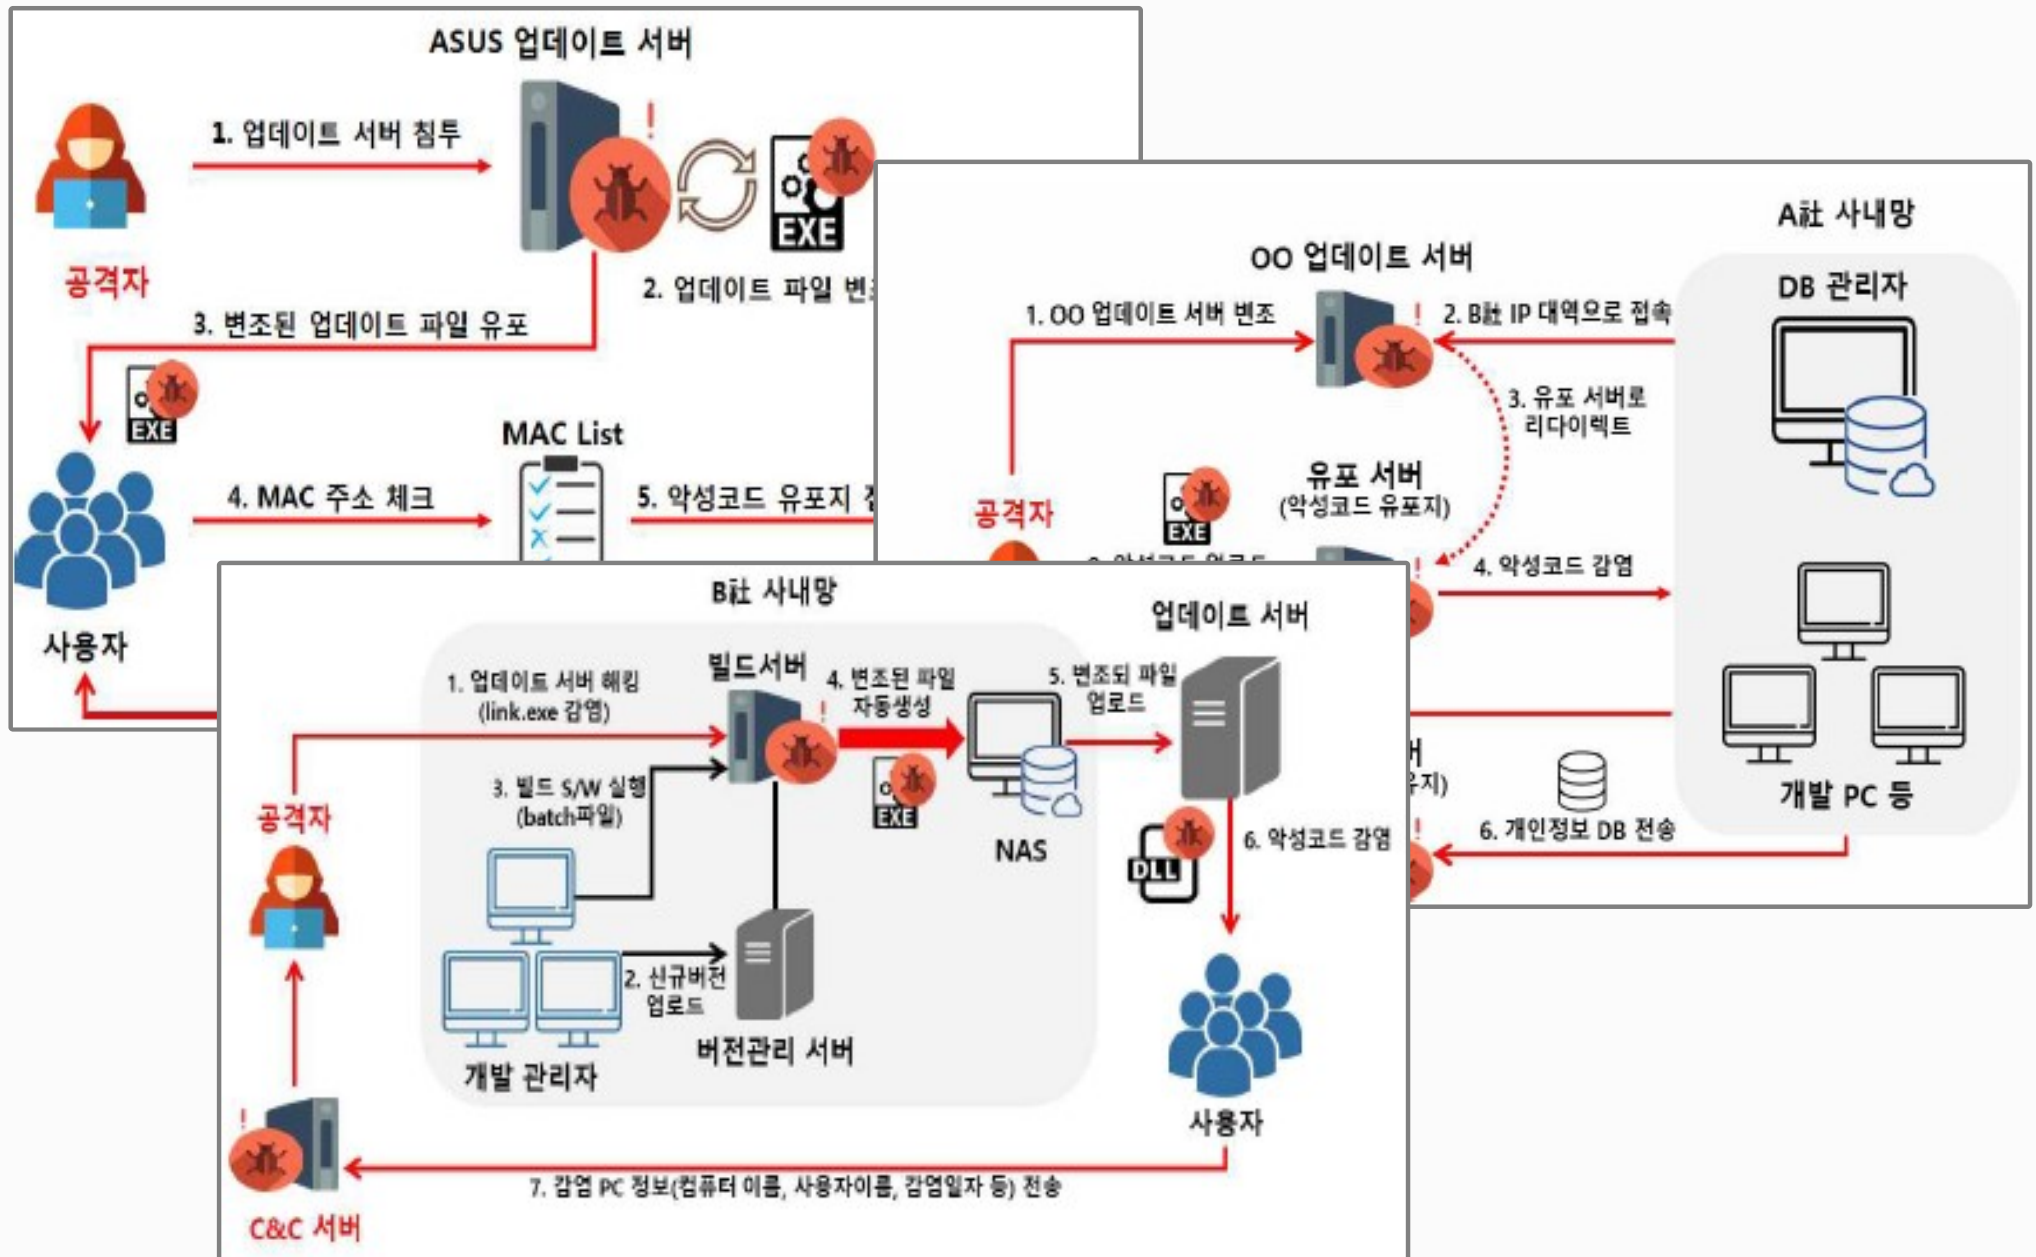 ASUS 업데이트 서버
1. 업데이트 서버 침투
EXE
공격자
2. 업데이트 파일
3. 변조된 업데이트 파일 유포
EXE
MAC List
4. MAC 주소 체크
5. 악성코드 유포지
사용자
A社 사내망
OO 업데이트 서버
DB 관리자
1. OO 업데이트 서버 변조
2. B社 IP 대역으로 접속
3. 유포 서버로
리다이렉트
유포 서버
(악성코드 유포지)
공격자
EXE
4. 악성코드 감염
개발 PC 등
6. 개인정보 DB 전송
B社 사내망
업데이트 서버
빌드서버
1. 업데이트 서버 해킹
(link.exe 감염)
4. 변조된 파일
자동생성
5. 변조되 파일
업로드
3. 빌드 S/W 실행
(batch파일)
EXE
공격자
NAS
DLL
6. 악성코드 감염
2. 신규버전
업로드
버전관리 서버
개발 관리자
사용자
7. 감염 PC 정보(컴퓨터 이름, 사용자이름, 감염일자 등) 전송
C&C 서버